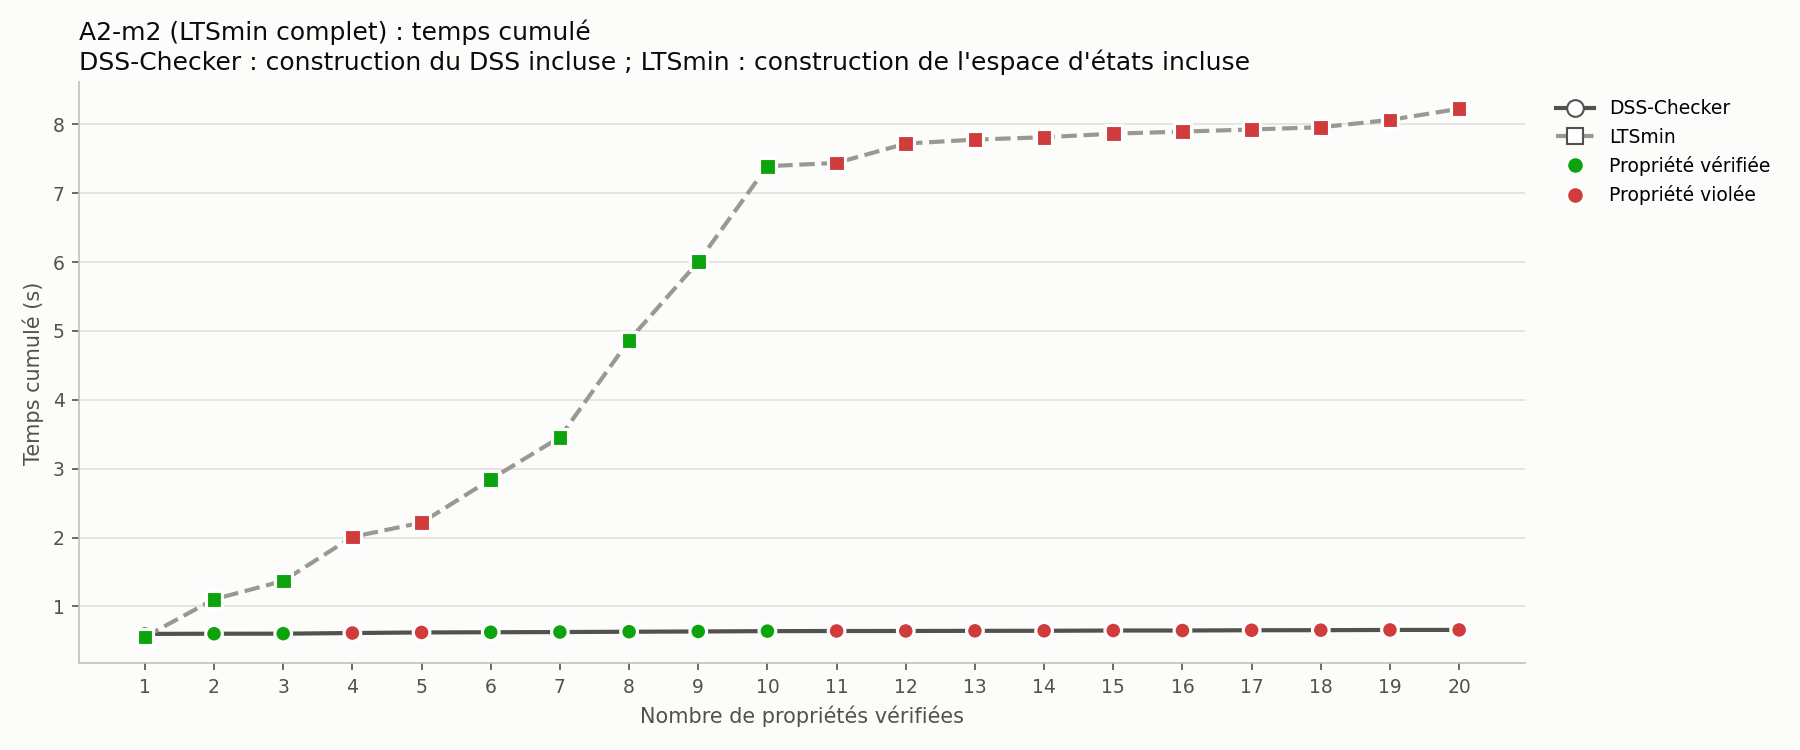 A2-m2 (LTSmin complet) : temps cumulé
DSS-Checker : construction du DSS incluse ; LTSmin : construction de l'espace d'états incluse
DSS-Checker
LTSmin
Propriété vérifiée
Propriété violée
Temps cumulé (s)
8
7
6
5
4
3
2
1
1 2 3 4 5 6 7 8 9 10 11 12 13 14 15 16 17 18 19 20
Nombre de propriétés vérifiées